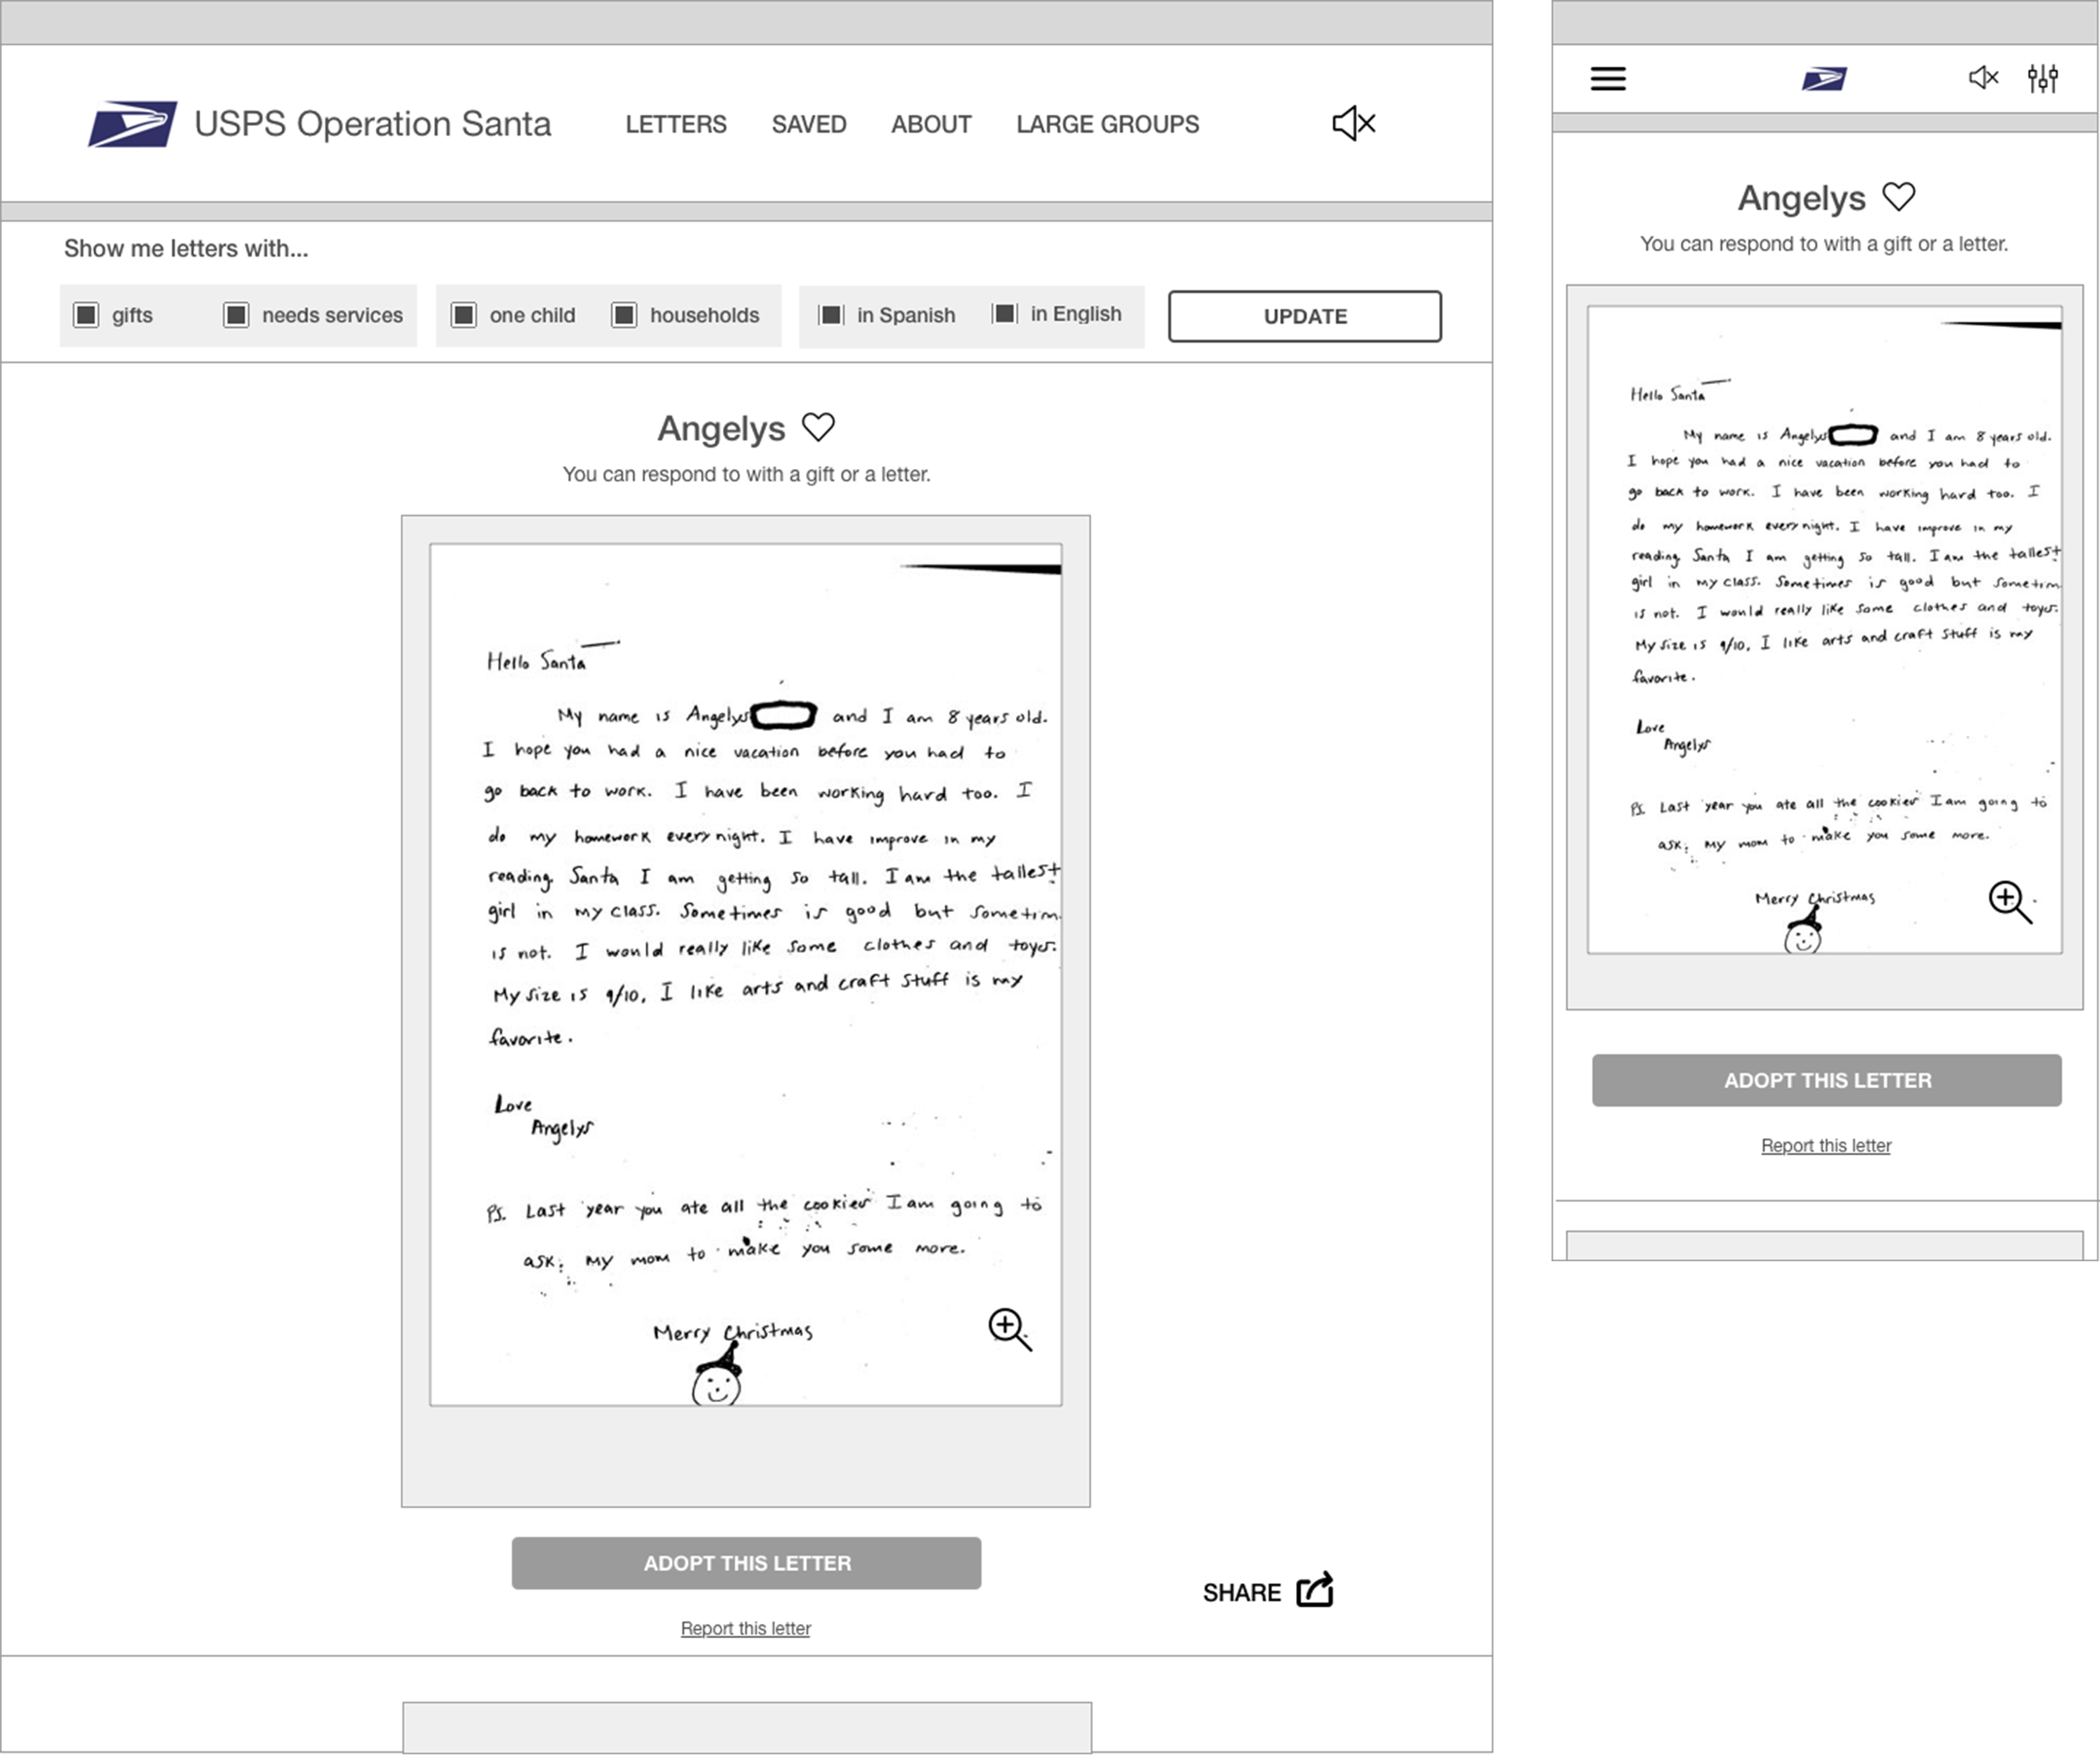 USPS Operation Santa LETTERS SAVED ABOUT LARGE GROUPS
Show me letters with...
gifts needs services one child households in Spanish in English UPDATE
Angelys
You can respond to with a gift or a letter.
Hello Santa
My name is Angelys and I am 8 years old.
I hope you had a nice vacation before you had to
go back to work. I have been working hard too. I
do my homework every night. I have improve in my
reading. Santa I am getting so tall. I am the tallest
girl in my class. Sometimes is good but sometim
is not. I would really like some clothes and toys.
My size is 9/10, I like arts and craft stuff is my
favorite.
Love
Angelys
Ps. Last year you ate all the cookies I am going to
ask my mom to make you some more.
Merry Christmas
ADOPT THIS LETTER
SHARE
Report this letter
Angelys
You can respond to with a gift or a letter.
Hello Santa
My name is Angelys and I am 8 years old.
I hope you had a nice vacation before you had to
go back to work. I have been working hard too. I
do my homework every night. I have improve in my
reading. Santa I am getting so tall. I am the tallest
girl in my class. Sometimes is good but sometim
is not. I would really like some clothes and toys.
My size is 9/10, I like arts and craft stuff is my
favorite.
Love
Angelys
Ps. Last year you ate all the cookies I am going to
ask my mom to make you some more.
Merry Christmas
ADOPT THIS LETTER
Report this letter